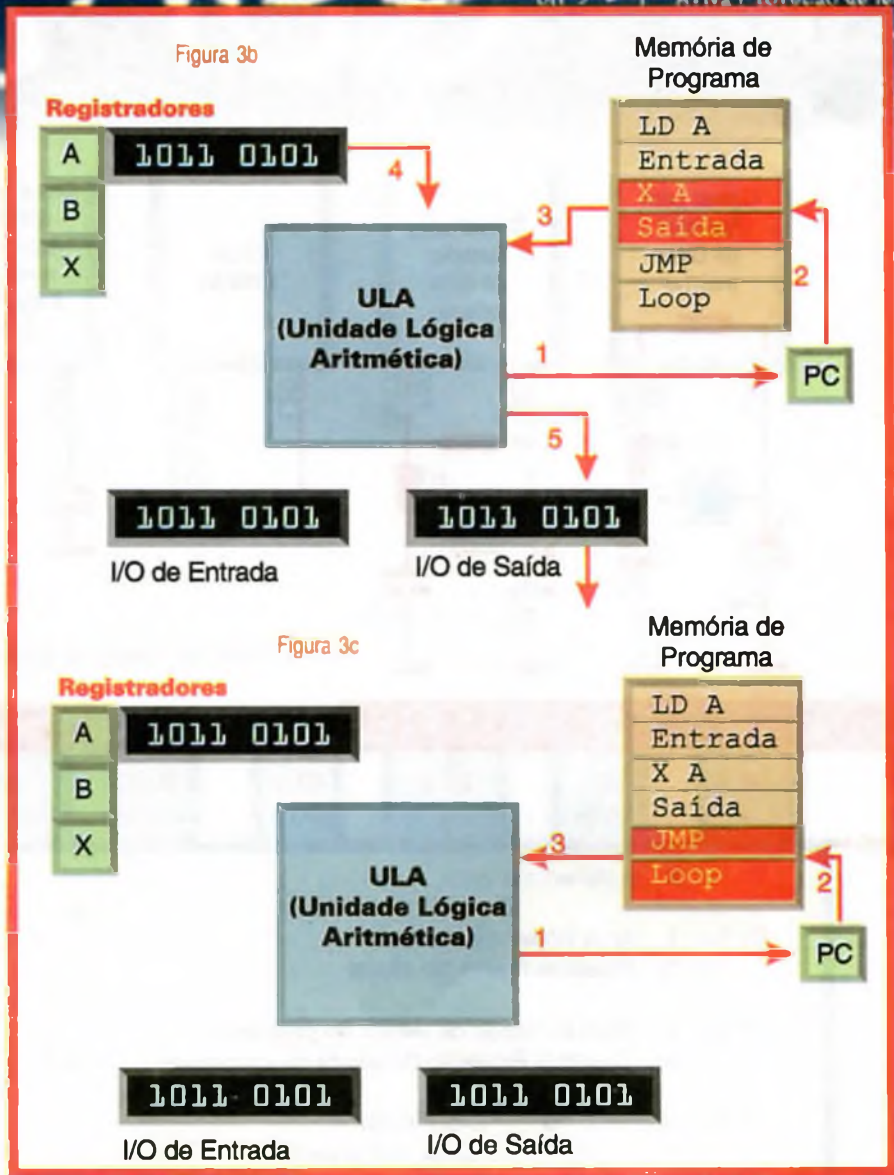 Figura 3b
Memória de
Programa
Registradores
A
1011 0101
B
X
4
3
LD A
Entrada
X A
Saída
JMP
Loop
2
ULA
(Unidade Lógica
Aritmética)
1
PC
5
1011 0101
I/O de Entrada
1011 0101
I/O de Saída
Figura 3c
Memória de
Programa
Registradores
A
1011 0101
B
X
LD A
Entrada
X A
Saída
JMP
Loop
3
2
ULA
(Unidade Lógica
Aritmética)
1
PC
1011 0101
I/O de Entrada
1011 0101
I/O de Saída